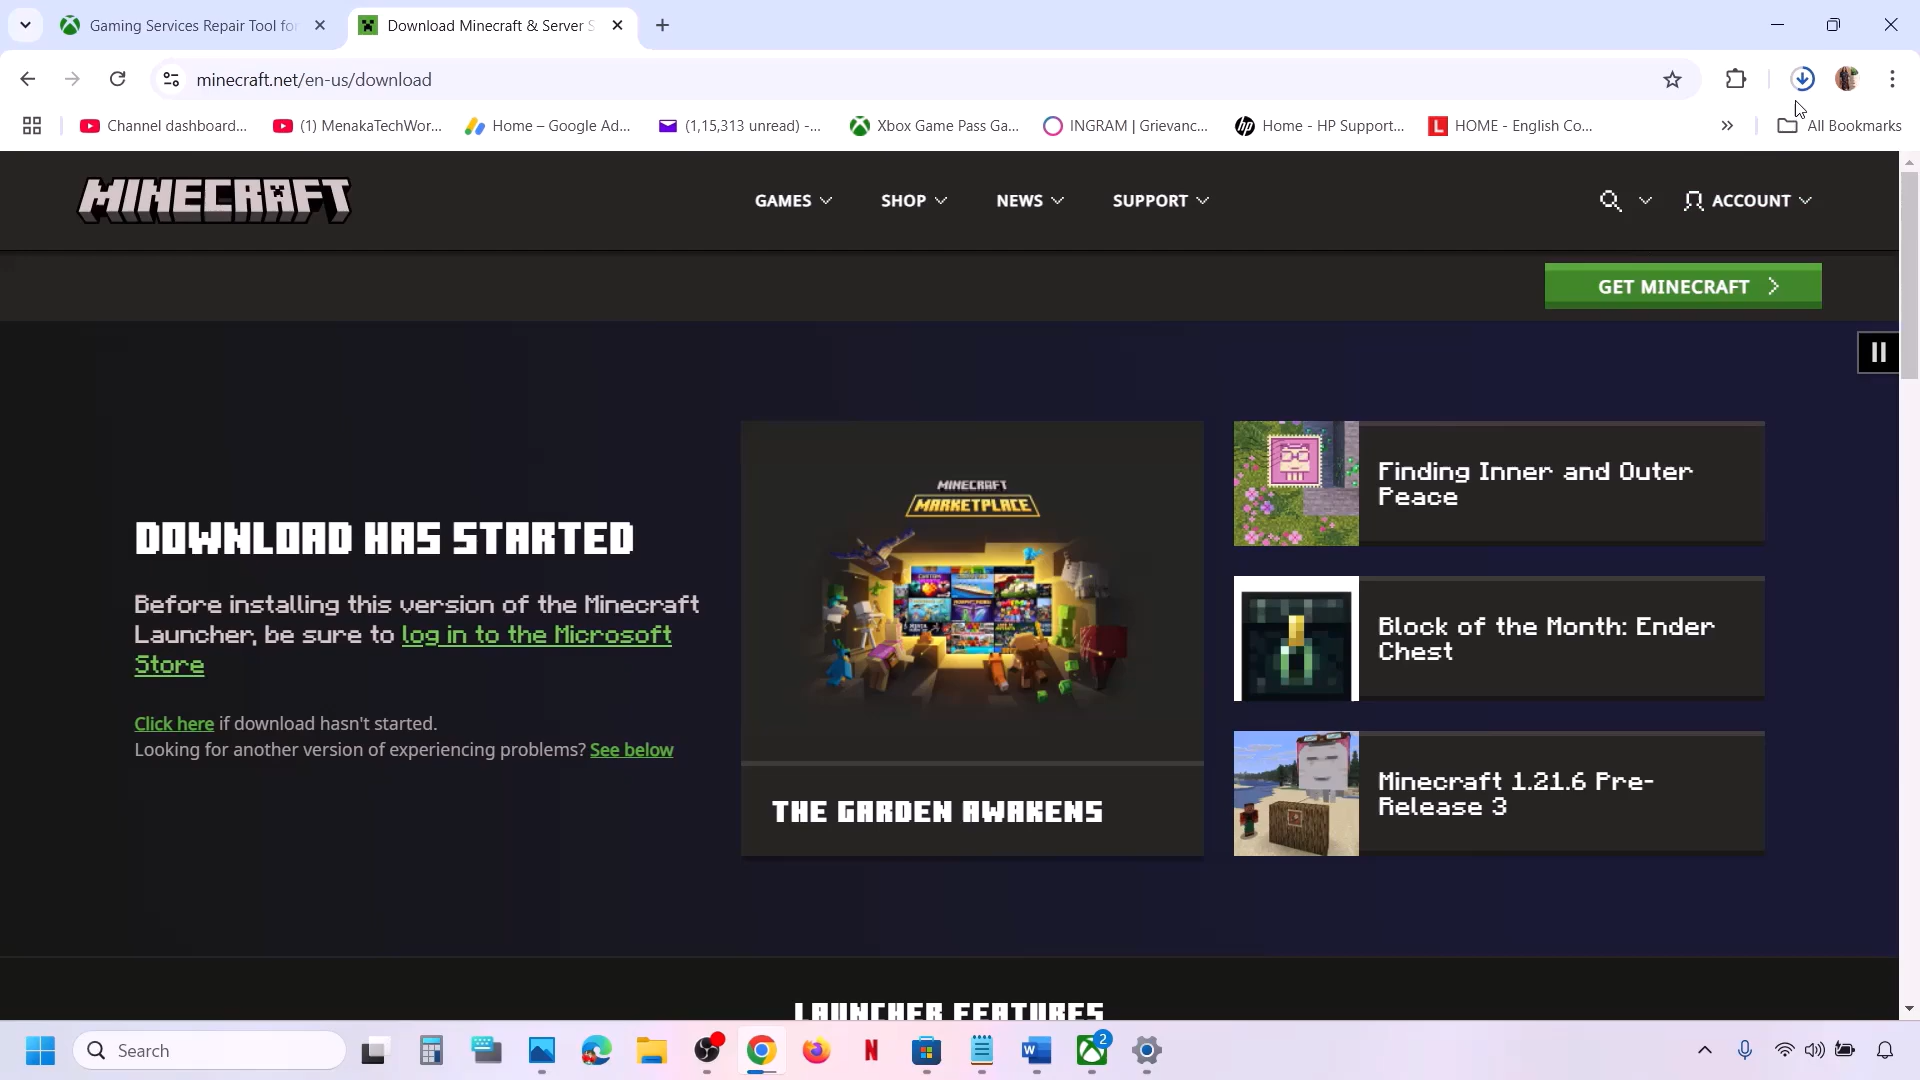 Gaming Services Repair Tool for
Download Minecraft & Server S
minecraft.net/en-us/download
Channel dashboard...
(1) MenakaTechWor...
Home – Google Ad...
(1,15,313 unread) -...
Xbox Game Pass Ga...
INGRAM | Grievanc...
Home - HP Support...
HOME - English Co...
All Bookmarks
MINECRAFT
GAMES
SHOP
NEWS
SUPPORT
ACCOUNT
GET MINECRAFT
DOWNLOAD HAS STARTED
Before installing this version of the Minecraft
Launcher, be sure to log in to the Microsoft
Store
Click here if download hasn't started.
Looking for another version of experiencing problems? See below
MINECRAFT
MARKETPLACE
THE GARDEN AWAKENS
Finding Inner and Outer
Peace
Block of the Month: Ender
Chest
Minecraft 1.21.6 Pre-
Release 3
LAUNCHER FEATURES
Search
2